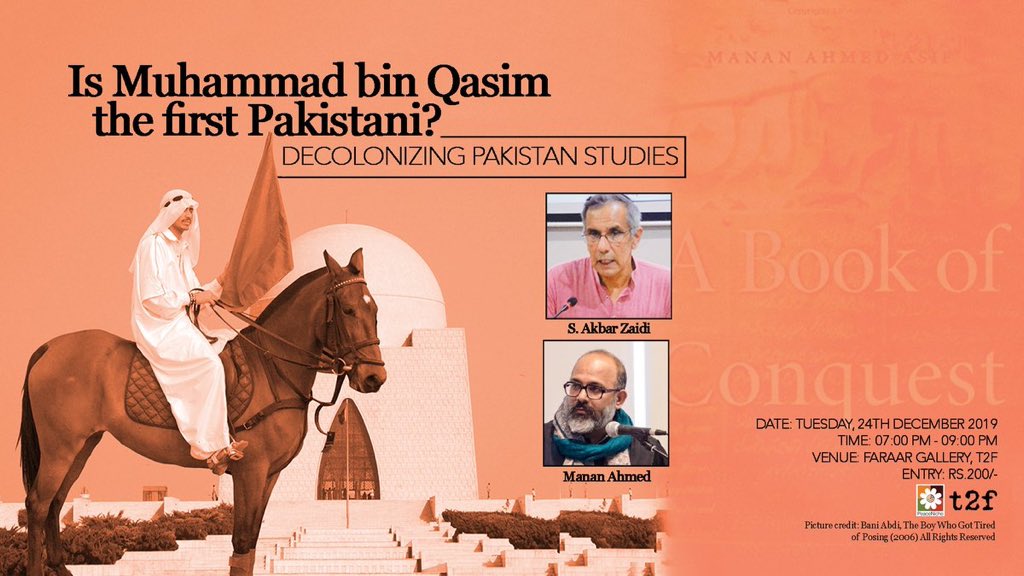 Is Muhammad bin Qasim
the first Pakistani?
DECOLONIZING PAKISTAN STUDIES
S. Akbar Zaidi
Manan Ahmed
MANAN AHMED ASIF
A Book of
Conquest
DATE: TUESDAY, 24TH DECEMBER 2019
TIME: 07:00 PM - 09:00 PM
VENUE: FARAAR GALLERY, T2F
ENTRY: RS.200/-
PeaceNiche
t2f
Picture credit: Bani Abdi, The Boy Who Got Tired
of Posing (2006) All Rights Reserved